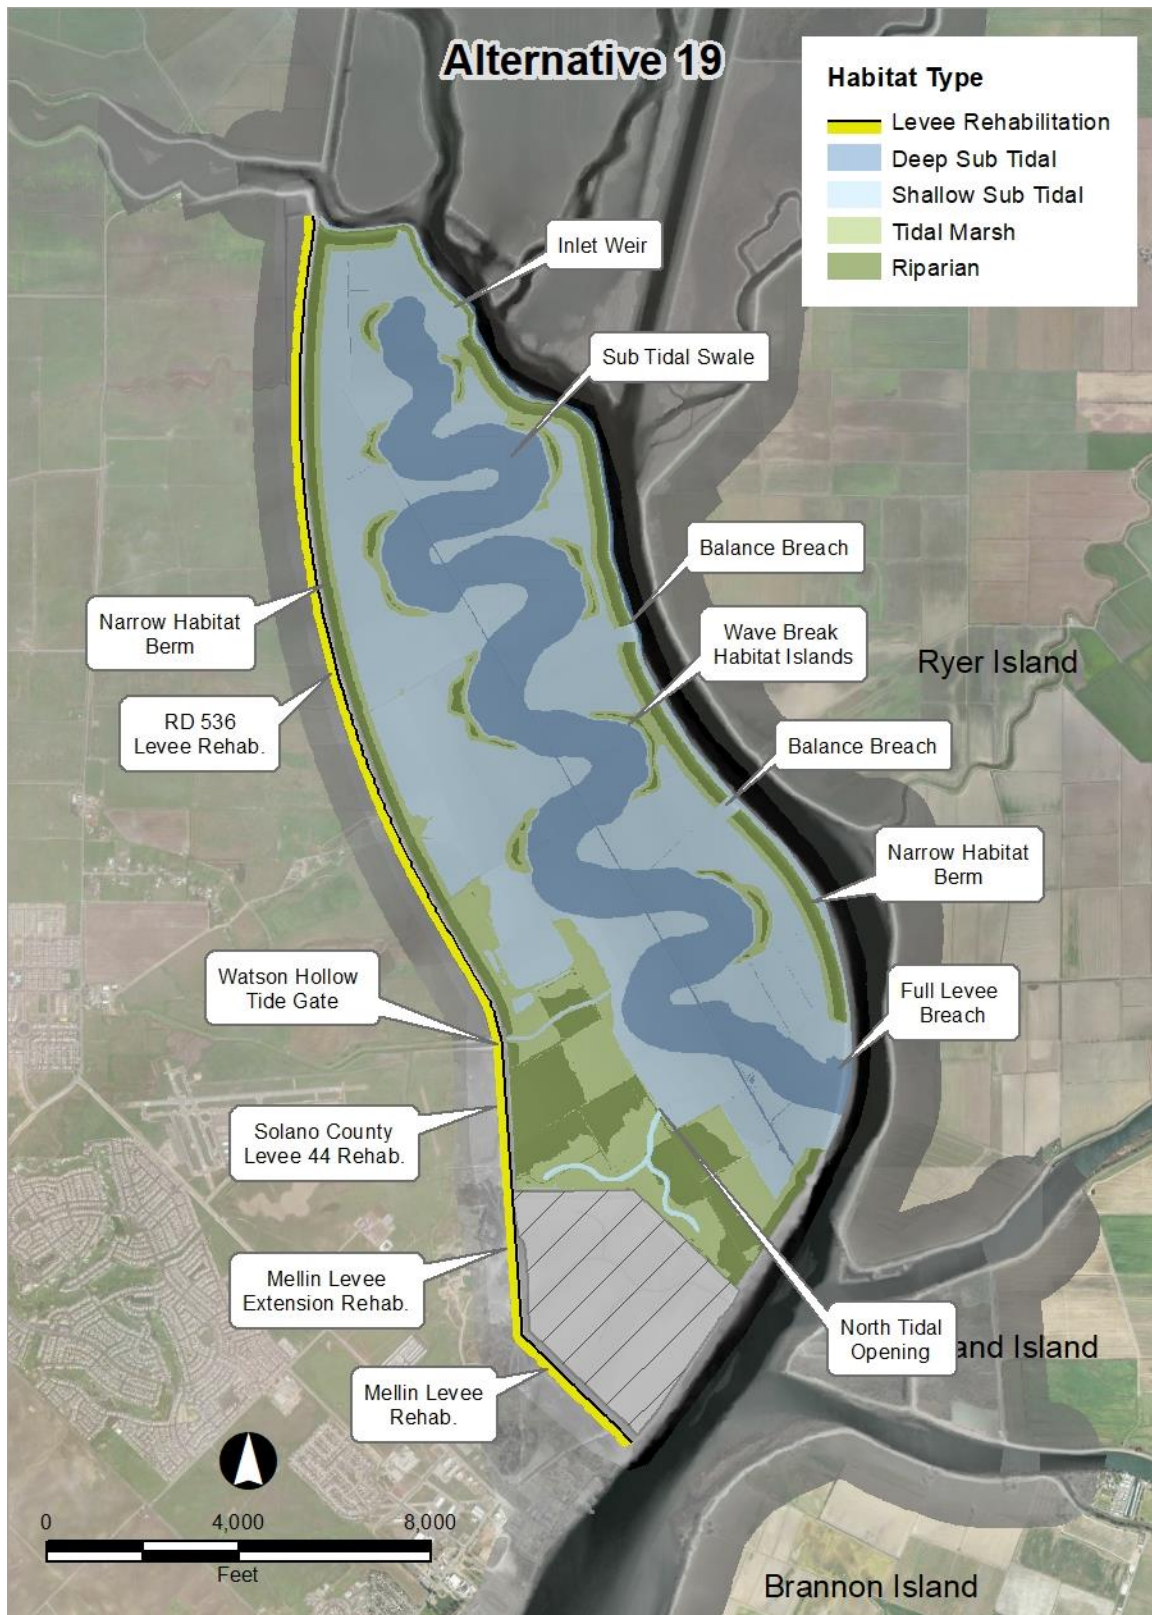 Alternative 19
Habitat Type
Levee Rehabilitation
Deep Sub Tidal
Shallow Sub Tidal
Tidal Marsh
Riparian
Inlet Weir
Sub Tidal Swale
Balance Breach
Narrow Habitat
Berm
Wave Break
Habitat Islands
Ryer Island
RD 536
Levee Rehab.
Balance Breach
Narrow Habitat
Berm
Watson Hollow
Tide Gate
Full Levee
Breach
Solano County
Levee 44 Rehab.
Mellin Levee
Extension Rehab.
North Tidal
Opening
and Island
Mellin Levee
Rehab.
0 4,000 8,000
Feet
Brannon Island